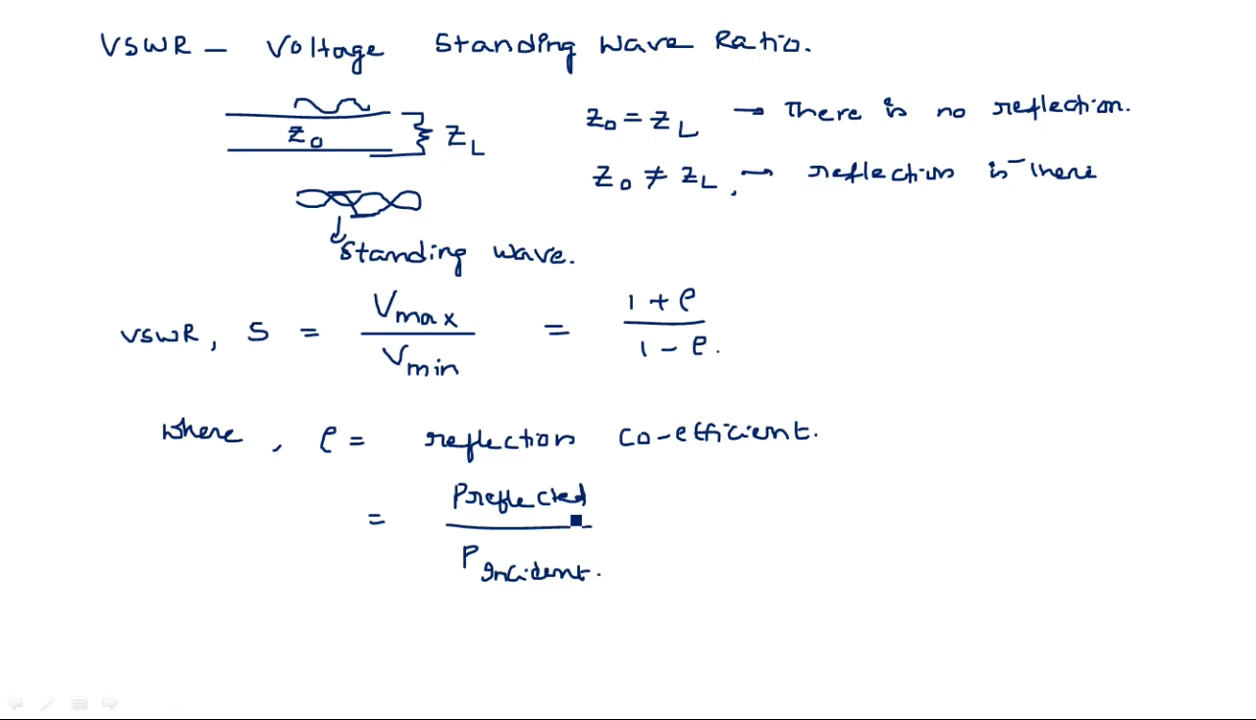 VSWR – Voltage Standing Wave Ratio.
Z0 ZL
Z0 = ZL → There is no reflection.
Z0 ≠ ZL, → reflection is there
Standing wave.
VSWR, S = Vmax / Vmin = 1 + ρ / 1 – ρ.
where, ρ = reflection co-efficient.
= Preflected / PIncident.